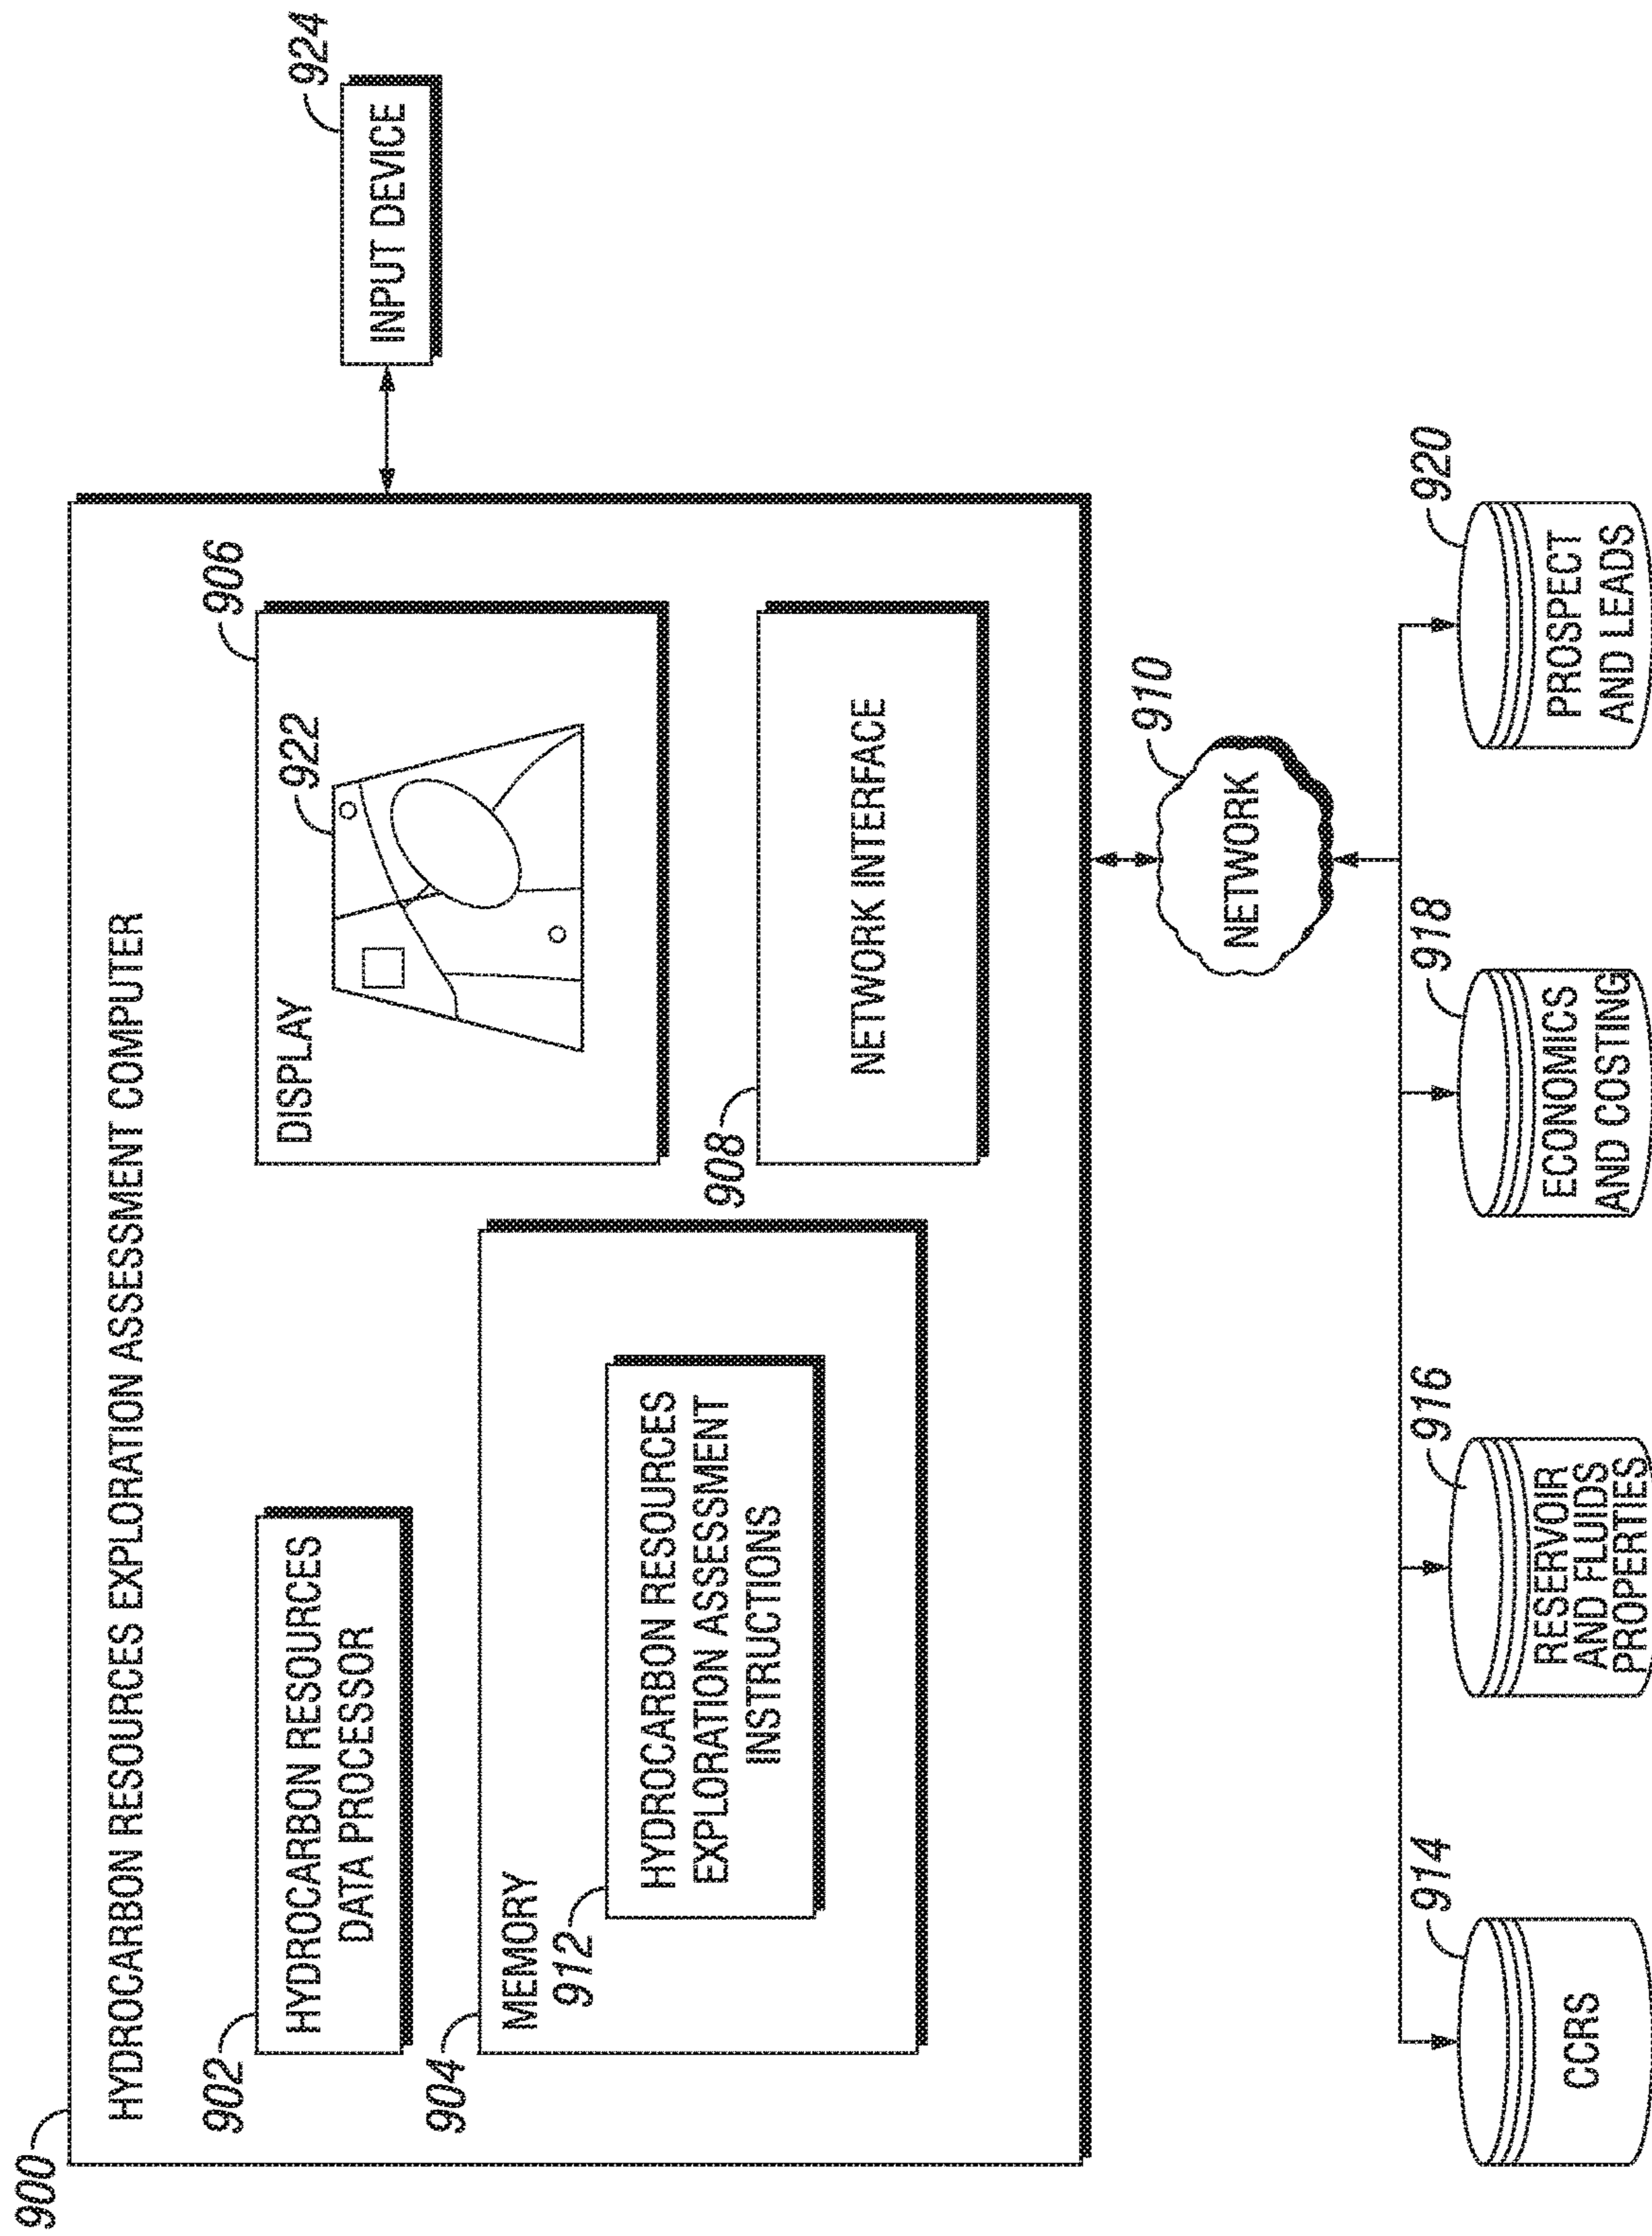 900
HYDROCARBON RESOURCES EXPLORATION ASSESSMENT COMPUTER
902
HYDROCARBON RESOURCES
DATA PROCESSOR
904
MEMORY
912
HYDROCARBON RESOURCES
EXPLORATION ASSESSMENT
INSTRUCTIONS
906
DISPLAY
922
908
NETWORK INTERFACE
924
INPUT DEVICE
910
NETWORK
914
CCRS
916
RESERVOIR
AND FLUIDS
PROPERTIES
918
ECONOMICS
AND COSTING
920
PROSPECT
AND LEADS